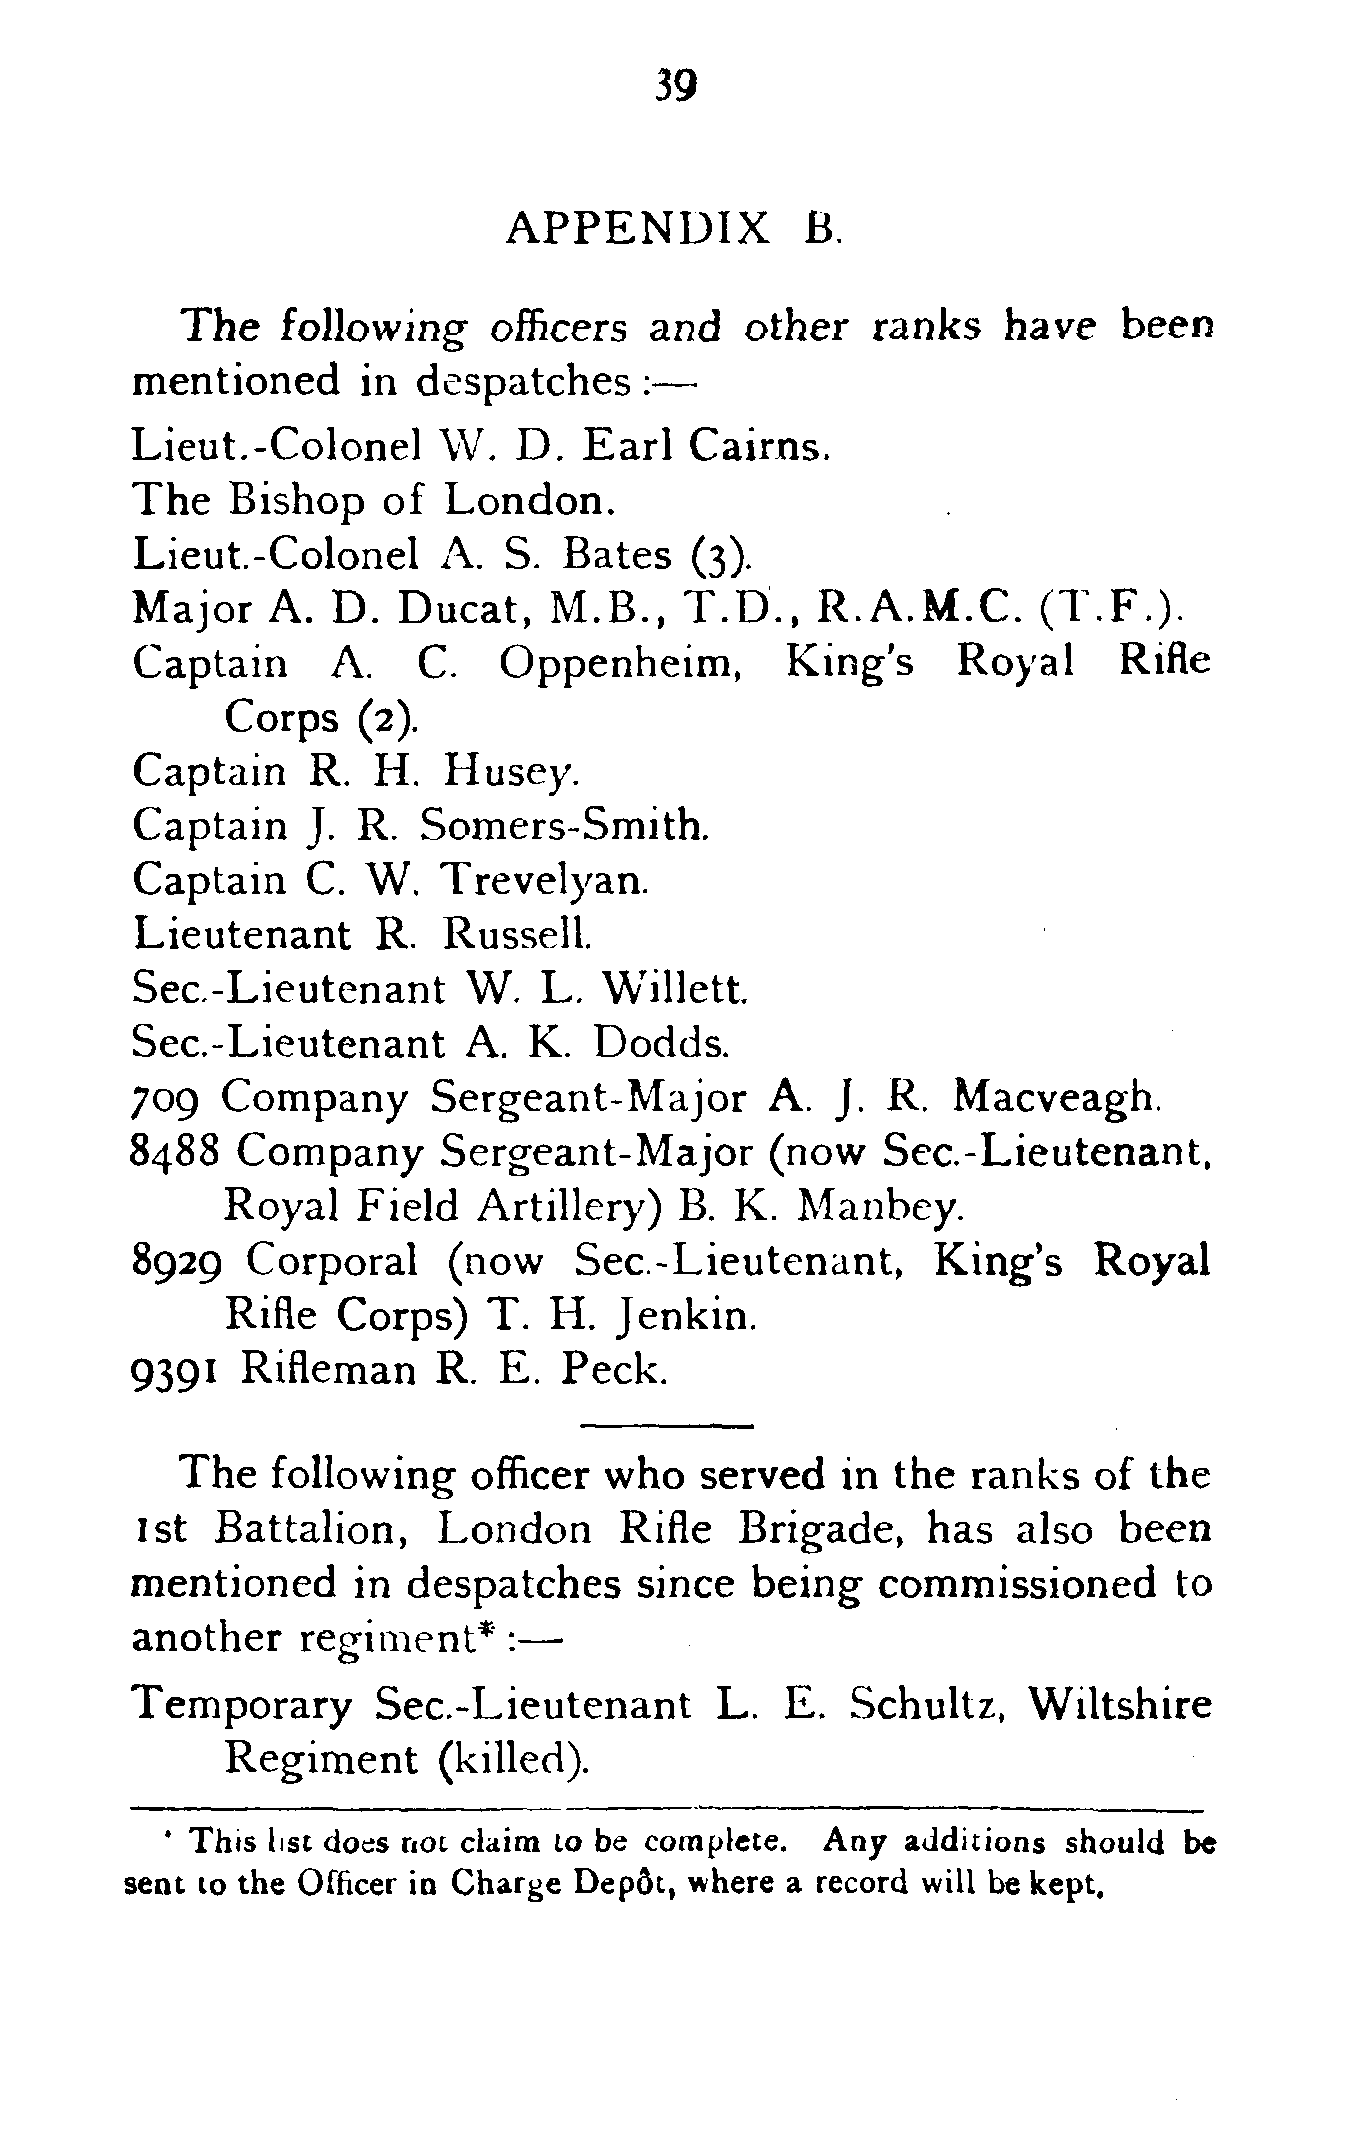 39
APPENDIX B.
The following officers and other ranks have been
mentioned in despatches :—
Lieut.-Colonel W. D. Earl Cairns.
The Bishop of London.
Lieut.-Colonel A. S. Bates (3).
Major A. D. Ducat, M.B., T.D., R.A.M.C. (T.F.).
Captain A. C. Oppenheim, King's Royal Rifle
Corps (2).
Captain R. H. Husey.
Captain J. R. Somers-Smith.
Captain C. W. Trevelyan.
Lieutenant R. Russell.
Sec.-Lieutenant W. L. Willett.
Sec.-Lieutenant A. K. Dodds.
709 Company Sergeant-Major A. J. R. Macveagh.
8488 Company Sergeant-Major (now Sec.-Lieutenant,
Royal Field Artillery) B. K. Manbey.
8929 Corporal (now Sec.-Lieutenant, King's Royal
Rifle Corps) T. H. Jenkin.
9391 Rifleman R. E. Peck.
The following officer who served in the ranks of the
1st Battalion, London Rifle Brigade, has also been
mentioned in despatches since being commissioned to
another regiment* :—
Temporary Sec.-Lieutenant L. E. Schultz, Wiltshire
Regiment (killed).
* This list does not claim to be complete. Any additions should be
sent to the Officer in Charge Depôt, where a record will be kept.